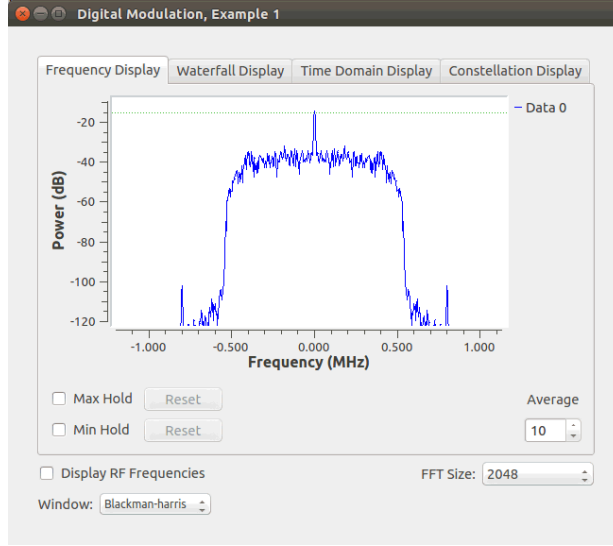 Digital Modulation, Example 1
Frequency Display Waterfall Display Time Domain Display Constellation Display
Data 0
-20
-40
-60
-80
-100
-120
Power (dB)
-1.000 -0.500 0.000 0.500 1.000
Frequency (MHz)
Max Hold Reset Average
Min Hold Reset 10
Display RF Frequencies FFT Size: 2048
Window: Blackman-harris